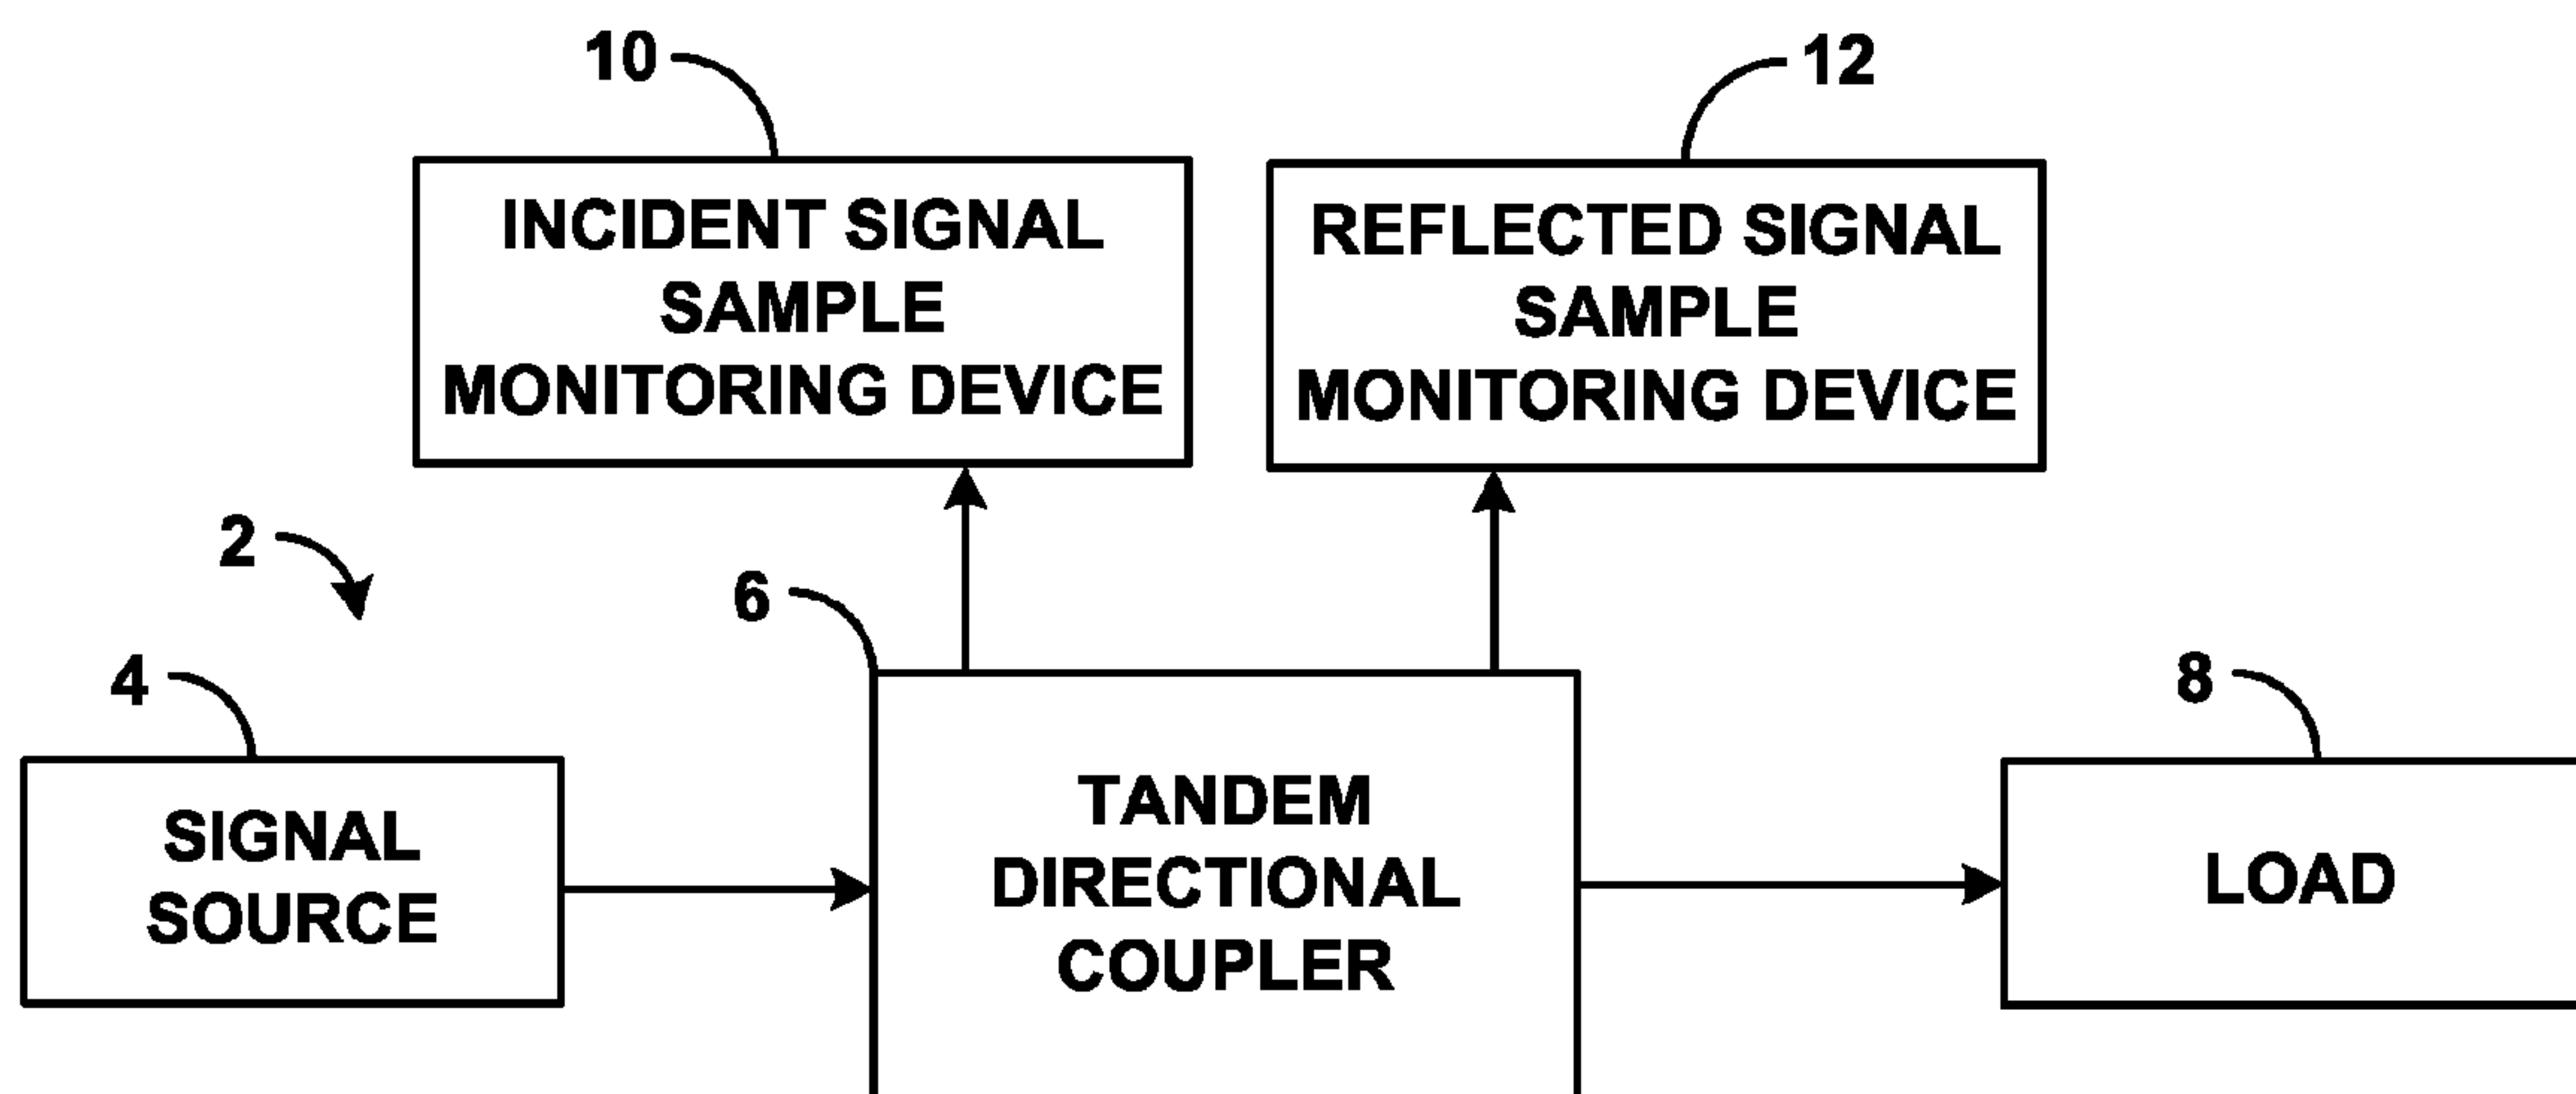 10
12
INCIDENT SIGNAL
SAMPLE
MONITORING DEVICE
REFLECTED SIGNAL
SAMPLE
MONITORING DEVICE
2
6
4
8
SIGNAL
SOURCE
TANDEM
DIRECTIONAL
COUPLER
LOAD